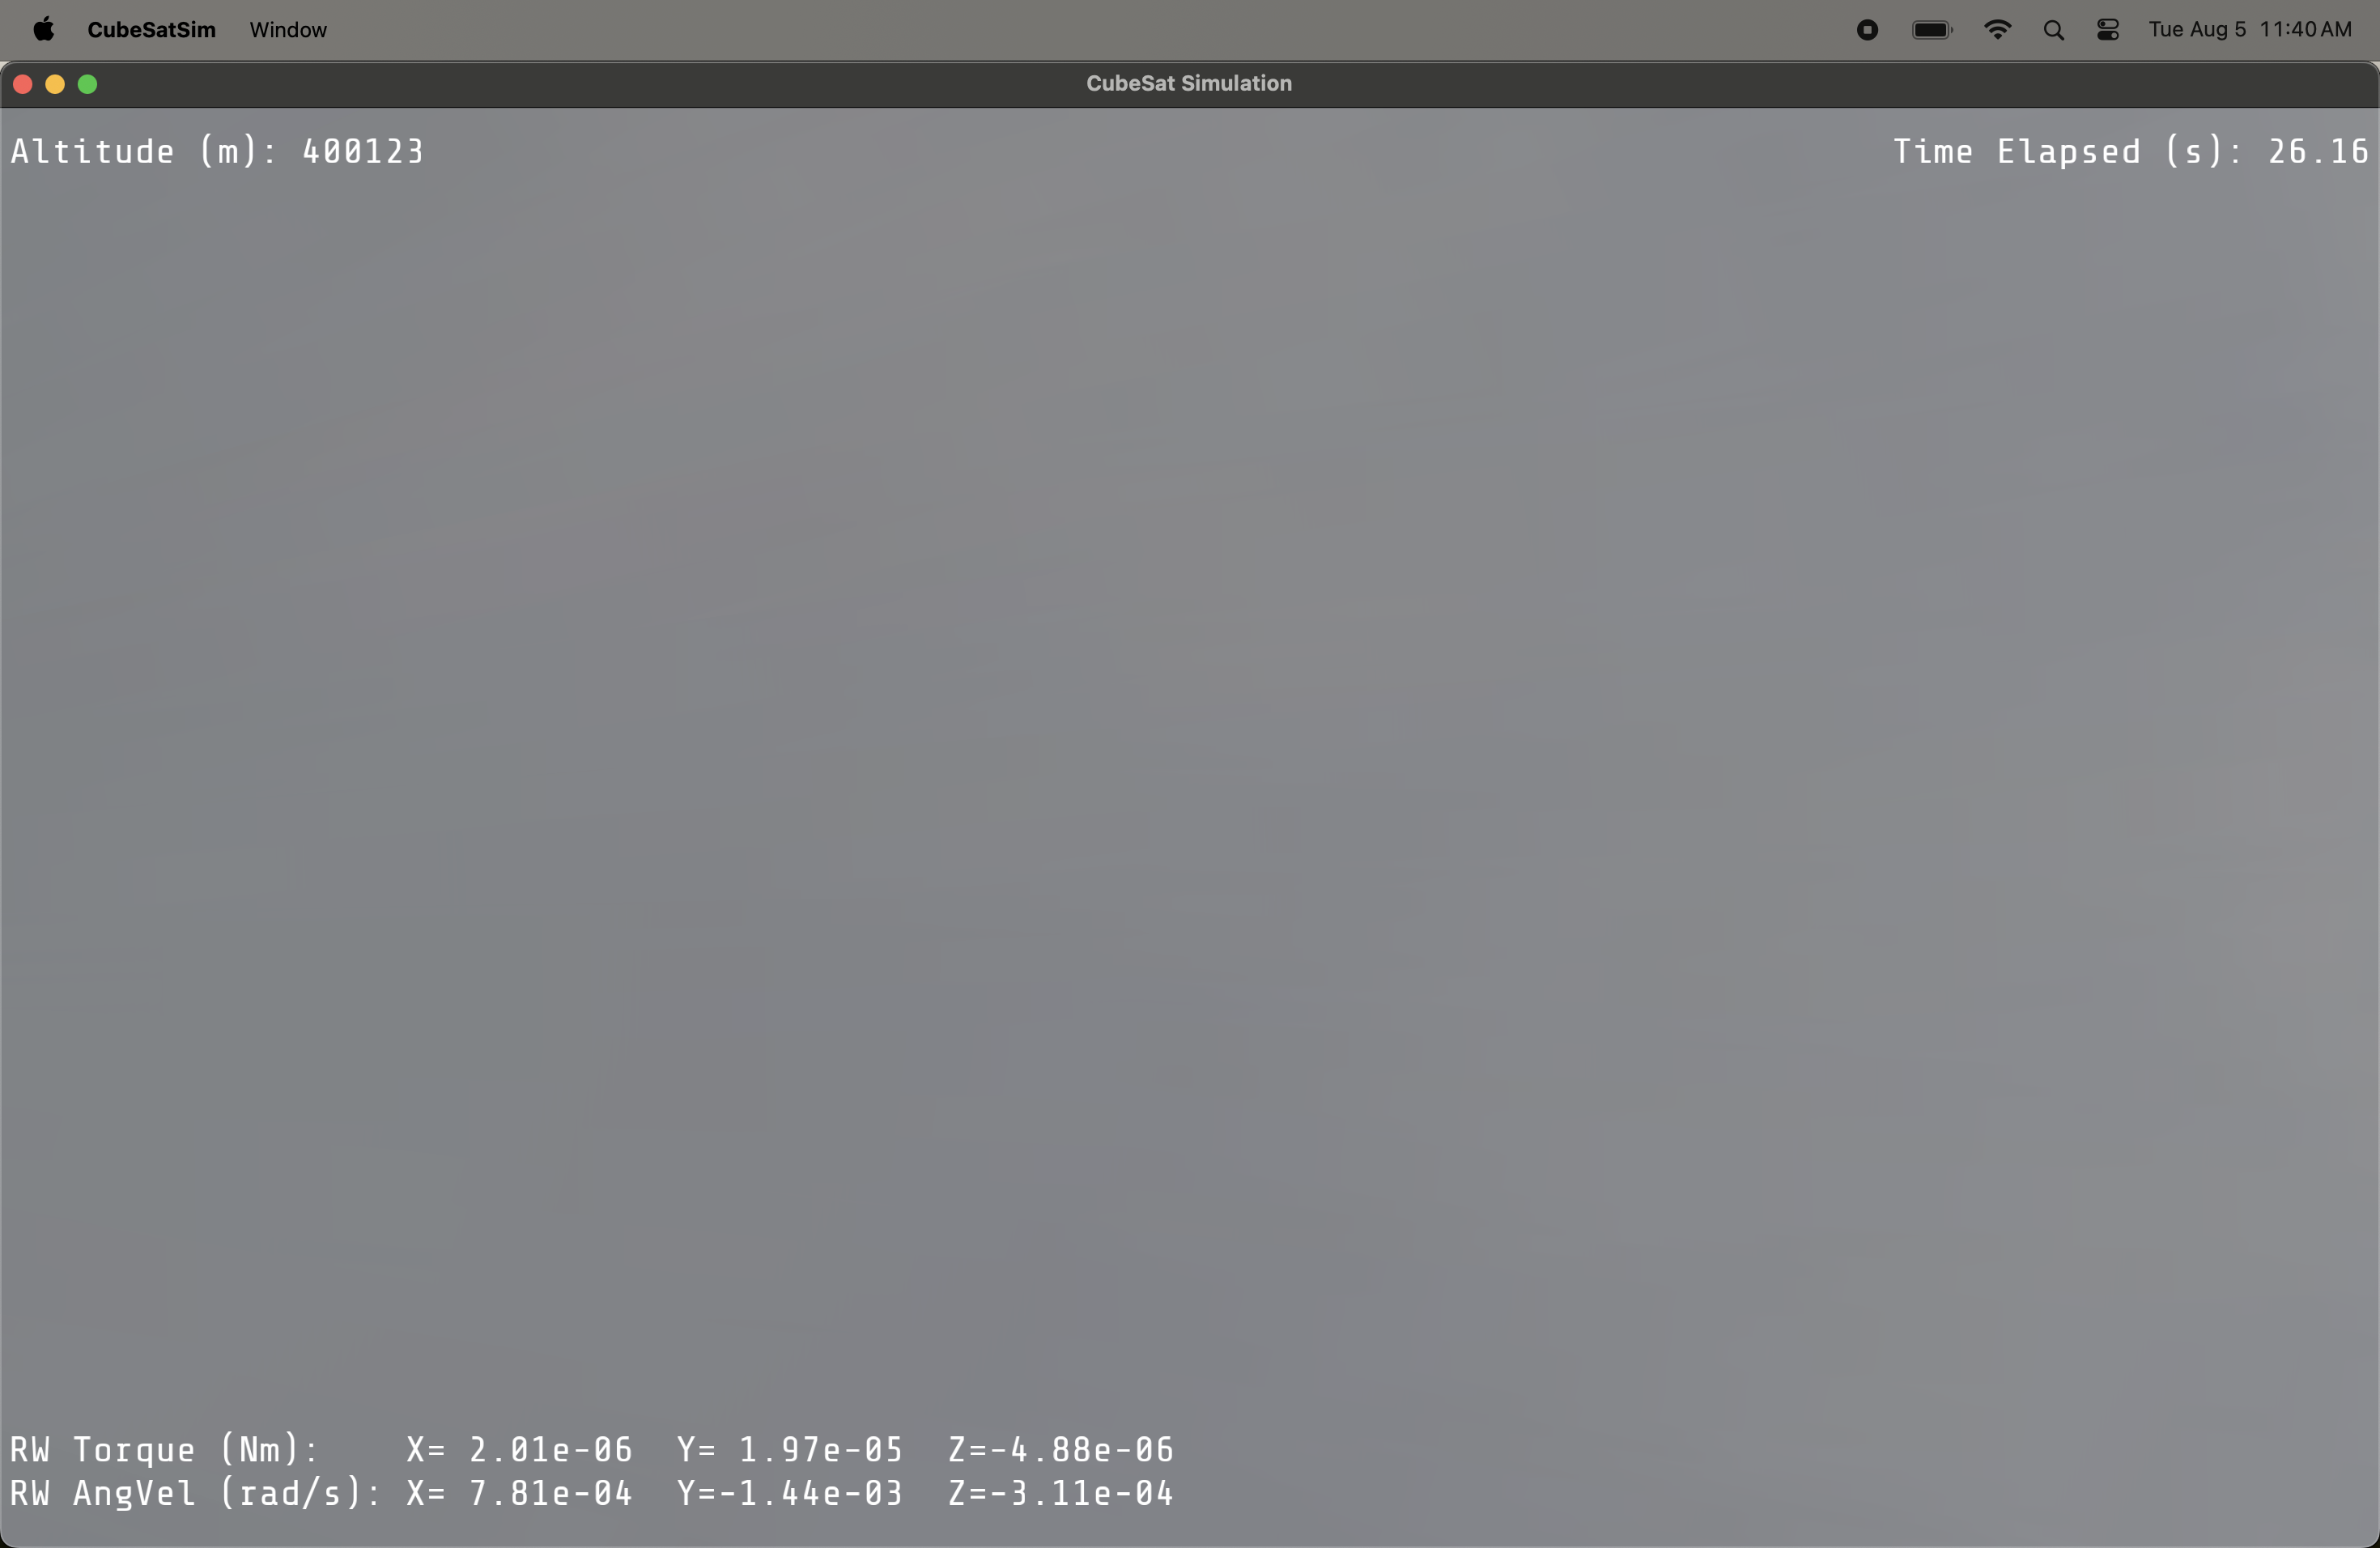 CubeSatSim Window Tue Aug 5 11:40 AM
CubeSat Simulation
Altitude (m): 400123 Time Elapsed (s): 26.16
RW Torque (Nm): X= 2.01e-06 Y= 1.97e-05 Z=-4.88e-06
RW AngVel (rad/s): X= 7.81e-04 Y=-1.44e-03 Z=-3.11e-04